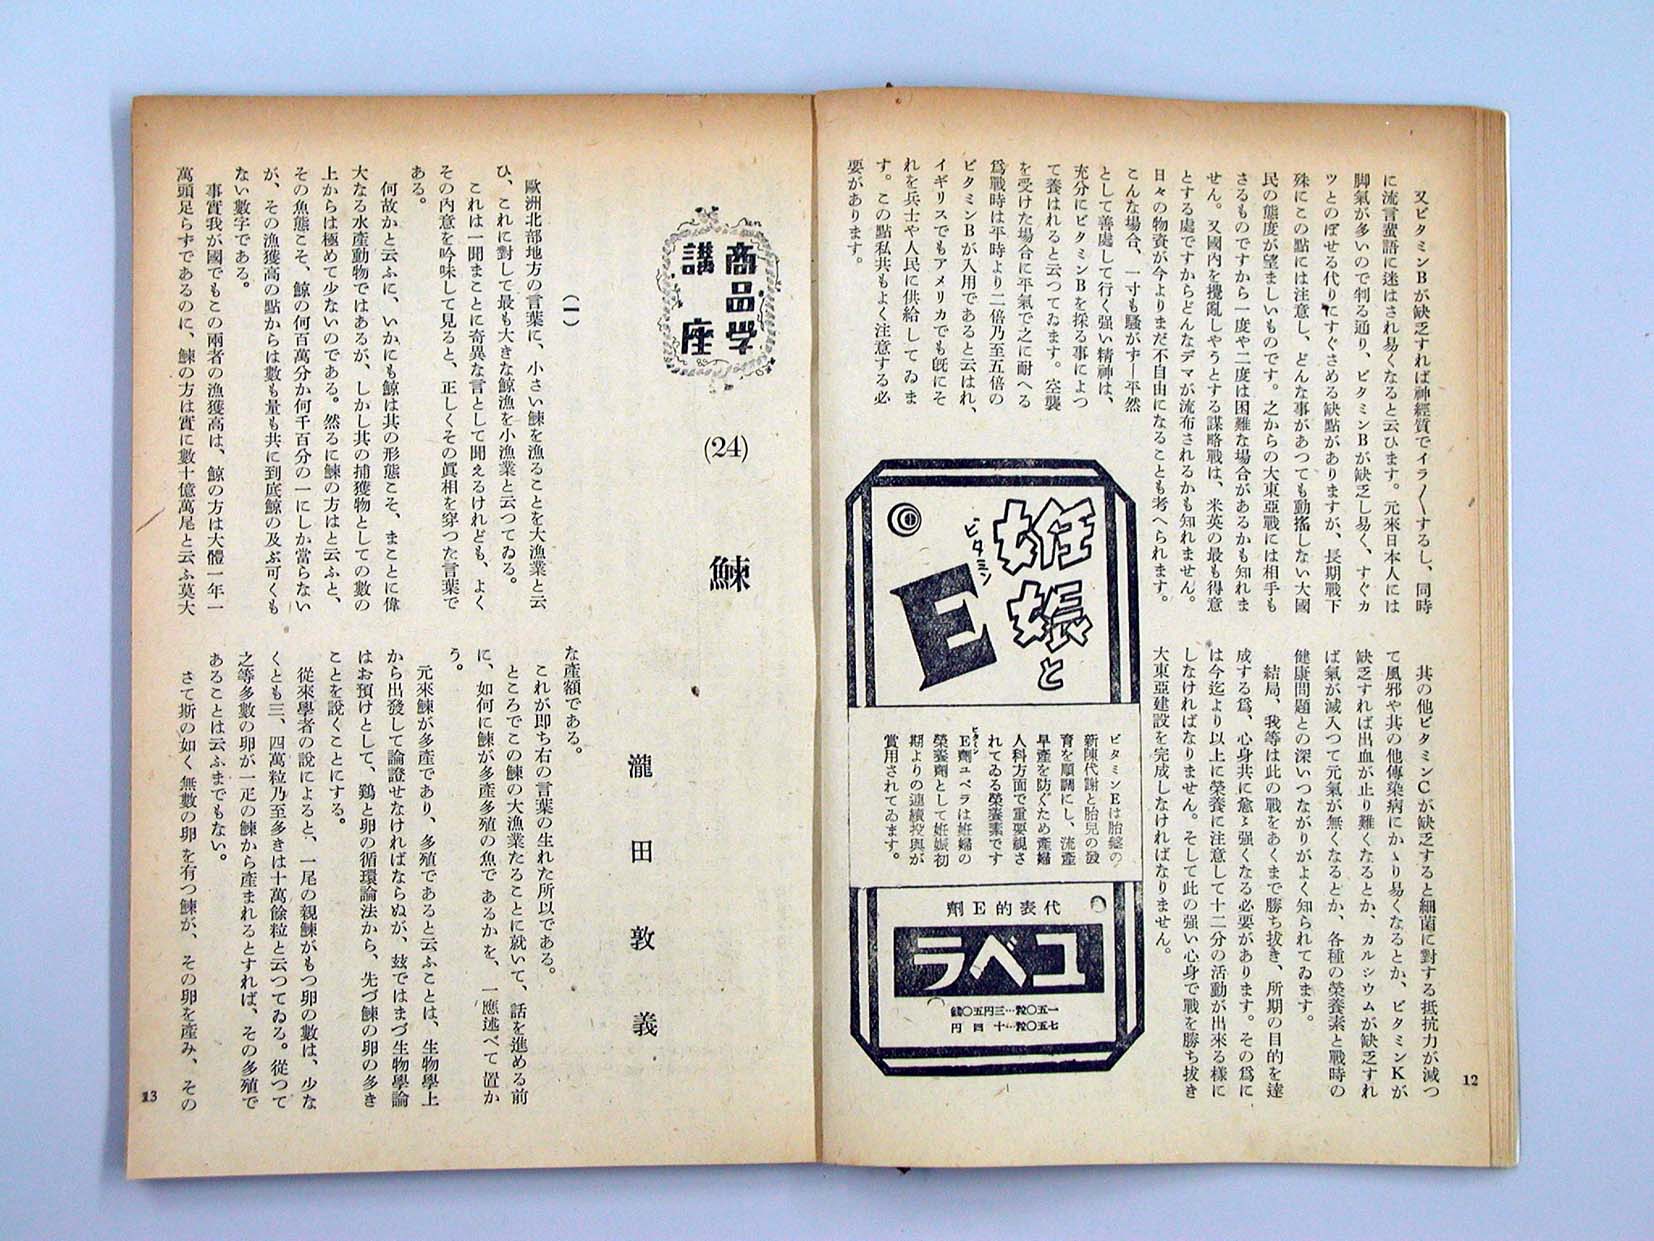 又ビタミンBが缺乏すれば神經質でイラ〳〵するし、同時
に流言蜚語に迷はされ易くなると云ひます。元來日本人には
脚氣が多いので判る通り、ビタミンBが缺乏し易く、すぐカ
ツとのぼせる代りにすぐさめる缺點がありますが、長期戰下
殊にこの點には注意し、どんな事があつても動搖しない大國
民の態度が望ましいものです。之からの大東亞戰には相手も
さるものですから一度や二度は困難な場合があるかも知れま
せん。又國內を攪亂しやうとする謀略戰は、米英の最も得意
とする處ですからどんなデマが流布されるかも知れません。
日々の物資が今よりまだ不自由になることも考へられます。
こんな場合、一寸も騷がず―平然
として善處して行く强い精神は、
充分にビタミンBを採る事によつ
て養はれると云つてゐます。空襲
を受けた場合に平氣で之に耐へる
爲戰時は平時より二倍乃至五倍の
ビタミンBが入用であると云はれ、
イギリスでもアメリカでも旣にそ
れを兵士や人民に供給してゐま
す。この點私共もよく注意する必
要があります。
其の他ビタミンCが缺乏すると細菌に對する抵抗力が減つ
て風邪や其の他傳染病にかゝり易くなるとか、ビタミンKが
缺乏すれば出血が止り難くなるとか、カルシウムが缺乏すれ
ば氣が滅入つて元氣が無くなるとか、各種の榮養素と戰時の
健康問題との深いつながりがよく知られてゐます。
結局、我等は此の戰をあくまで勝ち拔き、所期の目的を達
成する爲、心身共に愈〻强くなる必要があります。その爲に
は今迄より以上に榮養に注意して十二分の活動が出來る樣に
しなければなりません。そして此の强い心身で戰を勝ち拔き
大東亞建設を完成しなければなりません。
姙娠と
ビタミン
E
ビタミンEは胎盤の
新陳代謝と胎兒の發
育を順調にし、流產
早產を防ぐため產婦
人科方面で重要視さ
れてゐる榮養素です
E劑ユベラは姙婦の
ビタミン
榮養劑として姙娠初
期よりの連續投與が
賞用されてゐます。
代表的E劑
ユベラ
一五〇粒…三円五〇錢
七五〇粒…十四円
12
商品學
講座
(24)
鰊
瀧田敦義
(一)
歐洲北部地方の言葉に、小さい鰊を漁ることを大漁業と云
ひ、これに對して最も大きな鯨漁を小漁業と云つてゐる。
これは一聞まことに奇異な言として聞えるけれども、よく
その內意を吟味して見ると、正しくその眞相を穿つた言葉で
ある。
何故かと云ふに、いかにも鯨は其の形態こそ、まことに偉
大なる水產動物ではあるが、しかし其の捕獲物としての數の
上からは極めて少ないのである。然るに鰊の方はと云ふと、
その魚態こそ、鯨の何百萬分か何千百分の一にしか當らない
が、その漁獲高の點からは數も量も共に到底鯨の及ぶ可くも
ない數字である。
事實我が國でもこの兩者の漁獲高は、鯨の方は大體一年一
萬頭足らずであるのに、鰊の方は實に數十億萬尾と云ふ莫大
な產額である。
これが卽ち右の言葉の生れた所以である。
ところでこの鰊の大漁業たることに就いて、話を進める前
に、如何に鰊が多產多殖の魚であるかを、一應述べて置か
う。
元來鰊が多產であり、多殖であると云ふことは、生物學上
から出發して論證せなければならぬが、玆ではまづ生物學論
はお預けとして、鷄と卵の循環論法から、先づ鰊の卵の多き
ことを說くことにする。
從來學者の說によると、一尾の親鰊がもつ卵の數は、少な
くとも三、四萬粒乃至多きは十萬餘粒と云つてゐる。從つて
之等多數の卵が一疋の鰊から產まれるとすれば、その多殖で
あることは云ふまでもない。
さて斯の如く無數の卵を有つ鰊が、その卵を產み、その
13